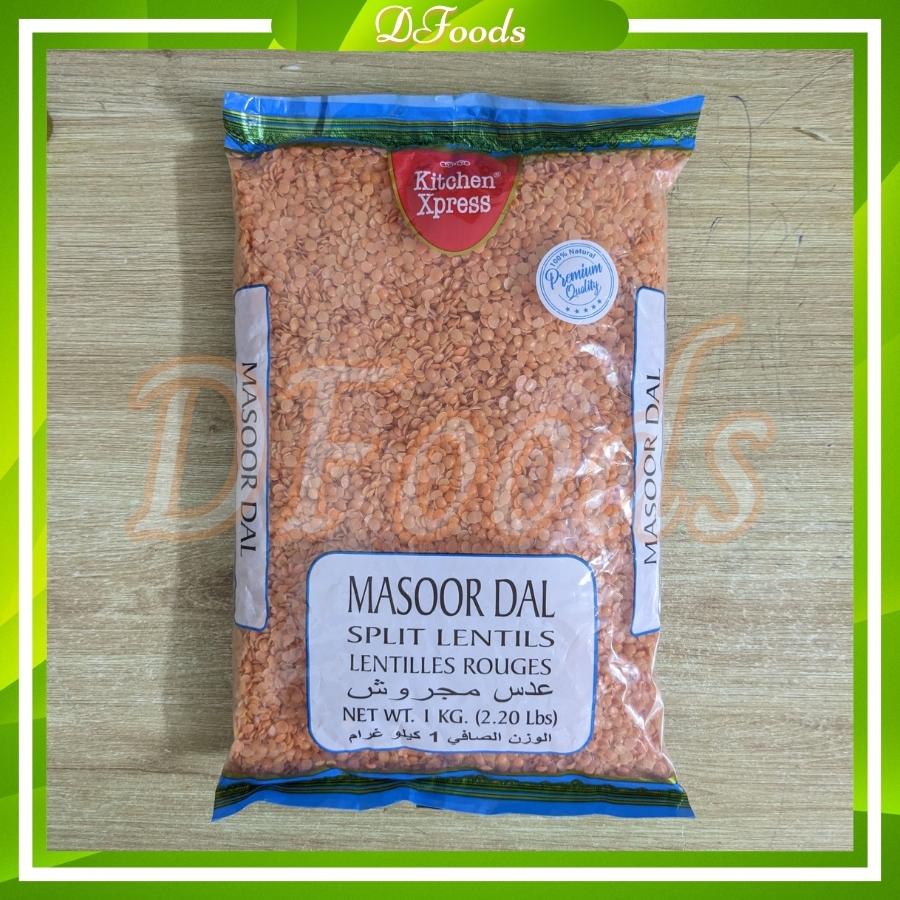 DFoods
Kitchen®
Xpress
100% Natural
Premium
Quality
MASOOR DAL
MASOOR DAL
DFoods
MASOOR DAL
SPLIT LENTILS
LENTILLES ROUGES
عدس مجروش
NET WT. 1 KG. (2.20 Lbs)
الوزن الصافي 1 كيلو غرام